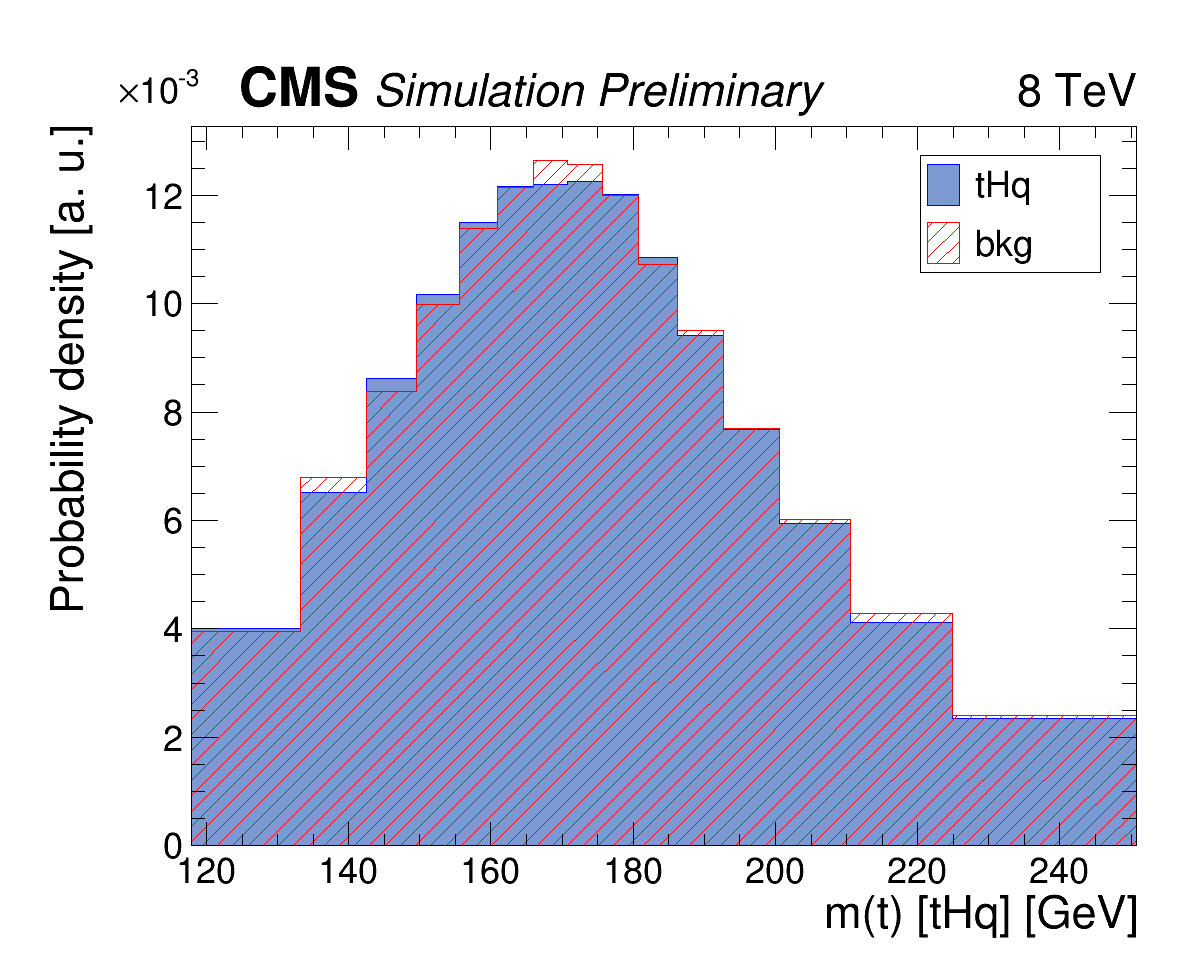 ×10-3 CMS Simulation Preliminary 8 TeV
Probability density [a. u.]
tHq
bkg
12
10
8
6
4
2
0
120 140 160 180 200 220 240
m(t) [tHq] [GeV]